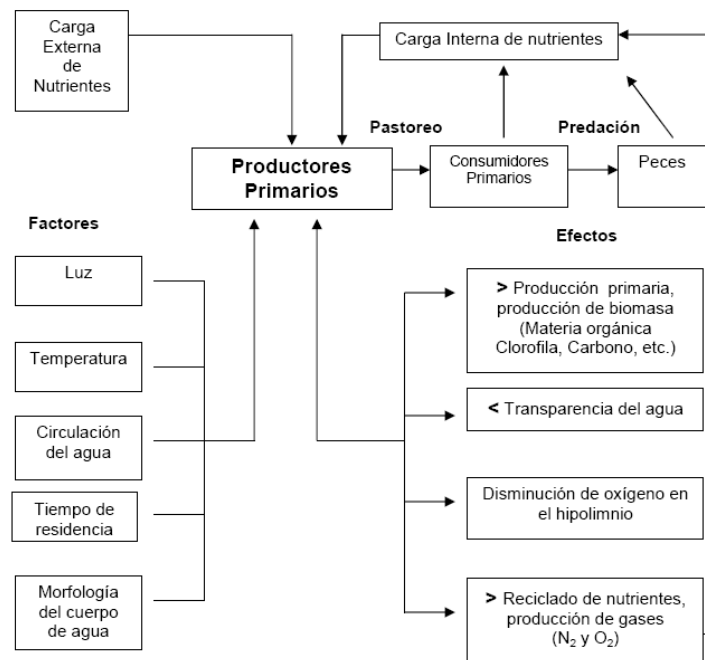 Carga
Externa
de
Nutrientes
Carga Interna de nutrientes
Pastoreo
Predación
Productores
Primarios
Consumidores
Primarios
Peces
Factores
Luz
Temperatura
Circulación
del agua
Tiempo de
residencia
Morfología
del cuerpo
de agua
Efectos
> Producción primaria,
producción de biomasa
(Materia orgánica
Clorofila, Carbono, etc.)
< Transparencia del agua
Disminución de oxígeno en
el hipolimnio
> Reciclado de nutrientes,
producción de gases
(N₂ y O₂)